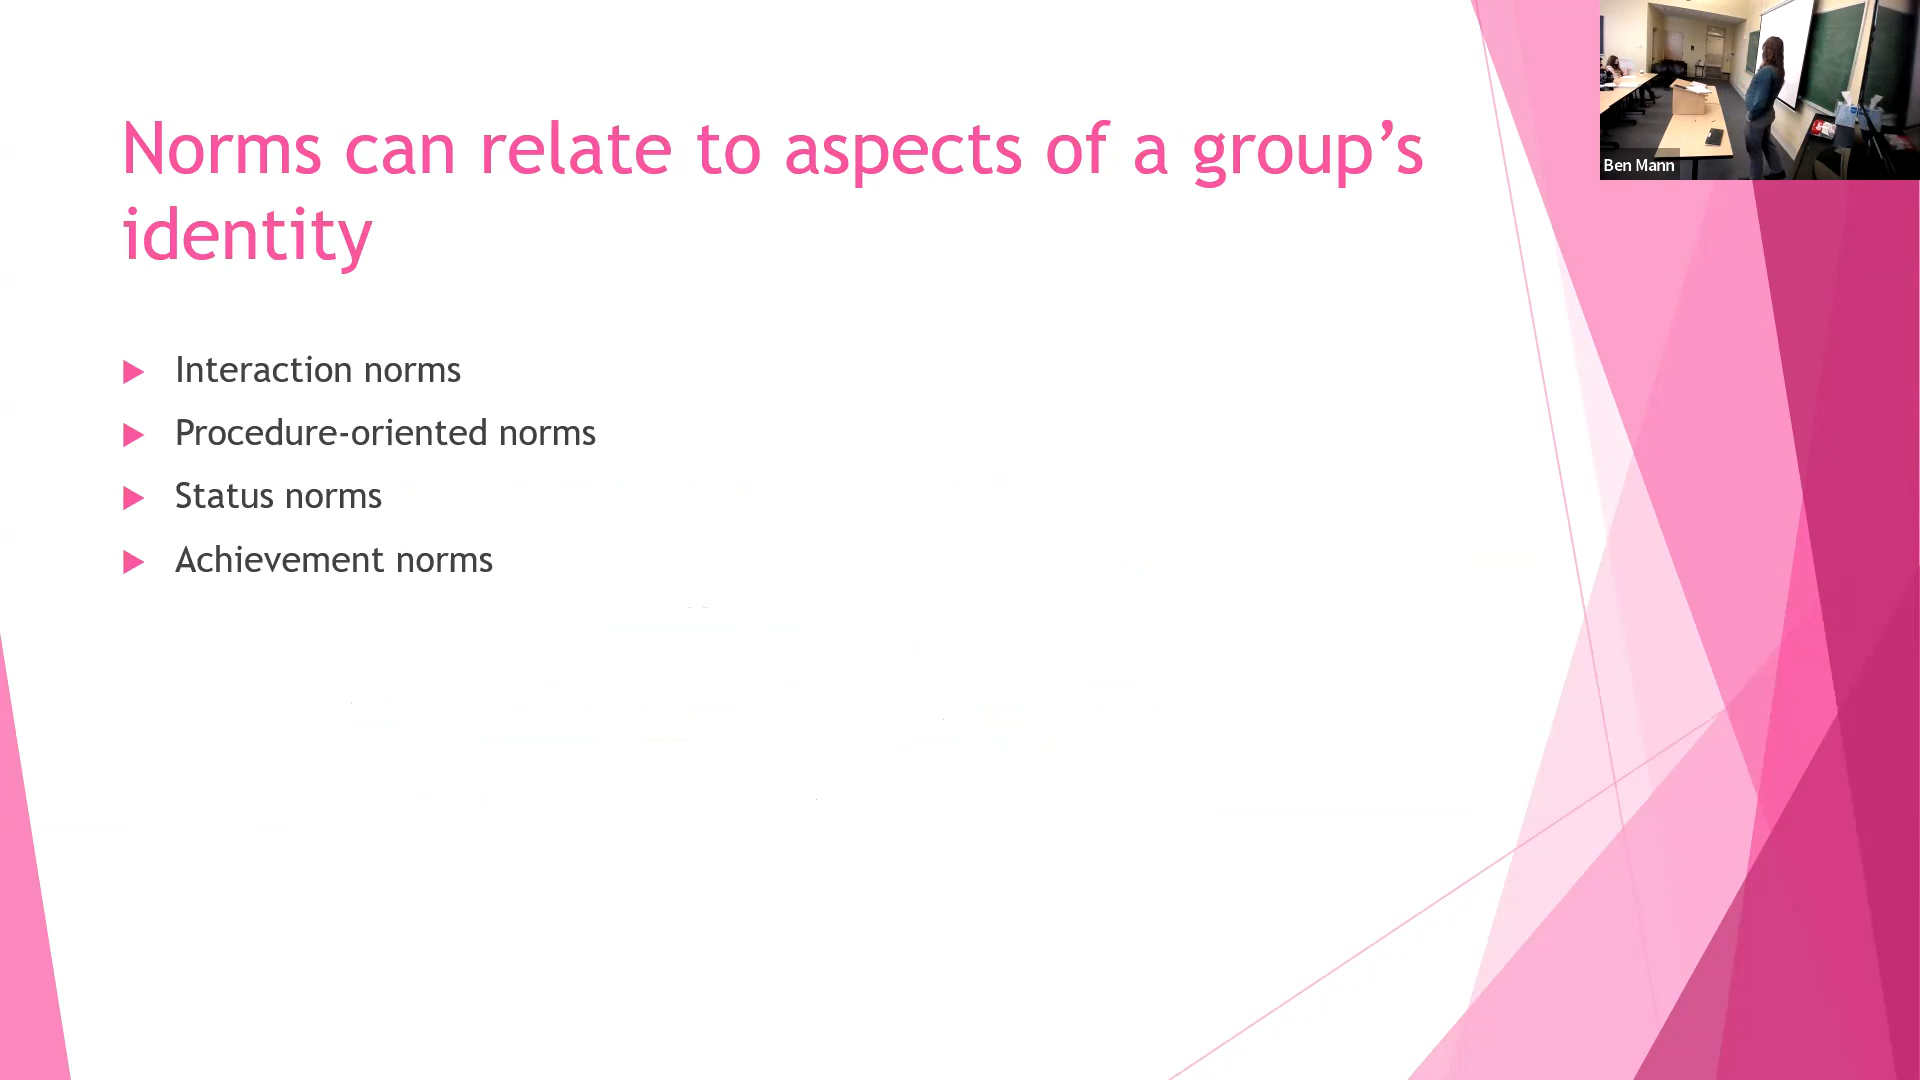 Norms can relate to aspects of a group’s
identity
Interaction norms
Procedure-oriented norms
Status norms
Achievement norms
Ben Mann